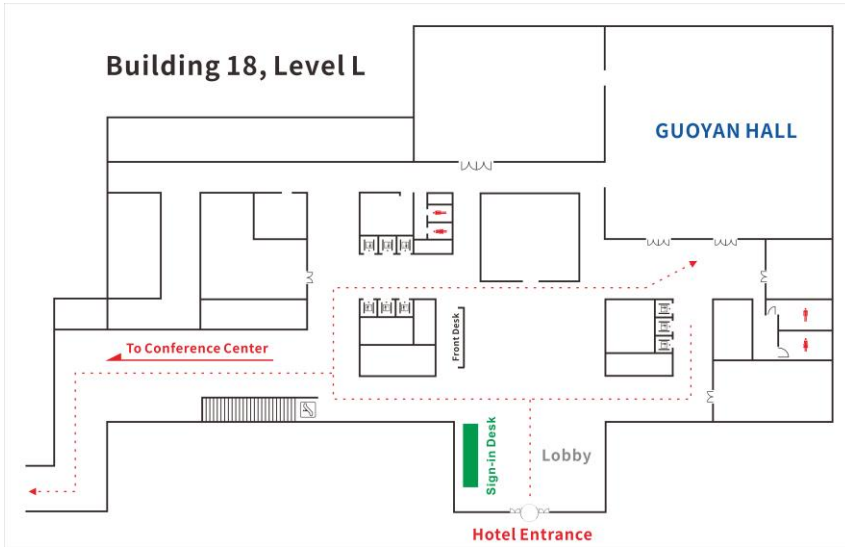 Building 18, Level L
GUOYAN HALL
To Conference Center
Front Desk
Sign-in Desk
Lobby
Hotel Entrance